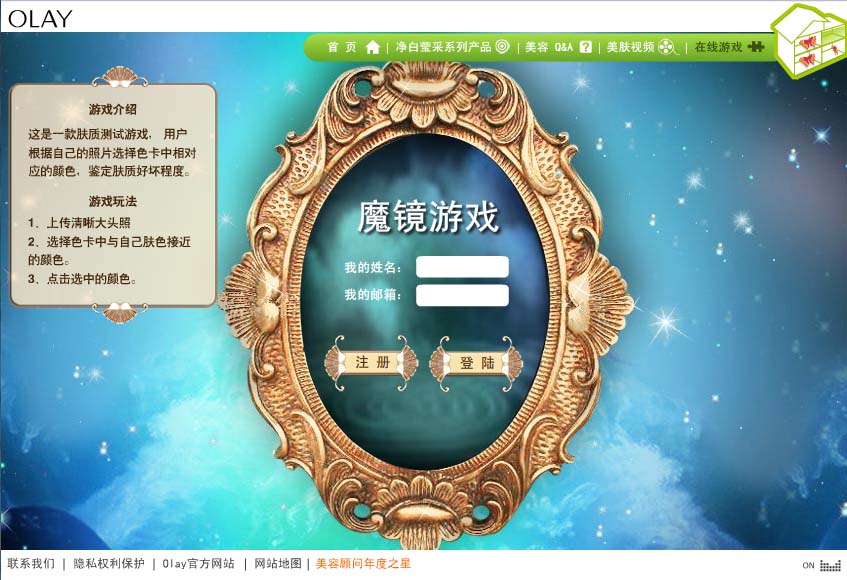 OLAY
首 页 | 净白莹采系列产品 | 美容 Q&A ? | 美肤视频 | 在线游戏
游戏介绍
这是一款肤质测试游戏， 用户
根据自己的照片选择色卡中相对
应的颜色，鉴定肤质好坏程度。
游戏玩法
1、上传清晰大头照
2、选择色卡中与自己肤色接近
的颜色。
3、点击选中的颜色。
魔镜游戏
我的姓名：
我的邮箱：
注 册
登 陆
联系我们 | 隐私权利保护 | Olay官方网站 | 网站地图 | 美容顾问年度之星
ON